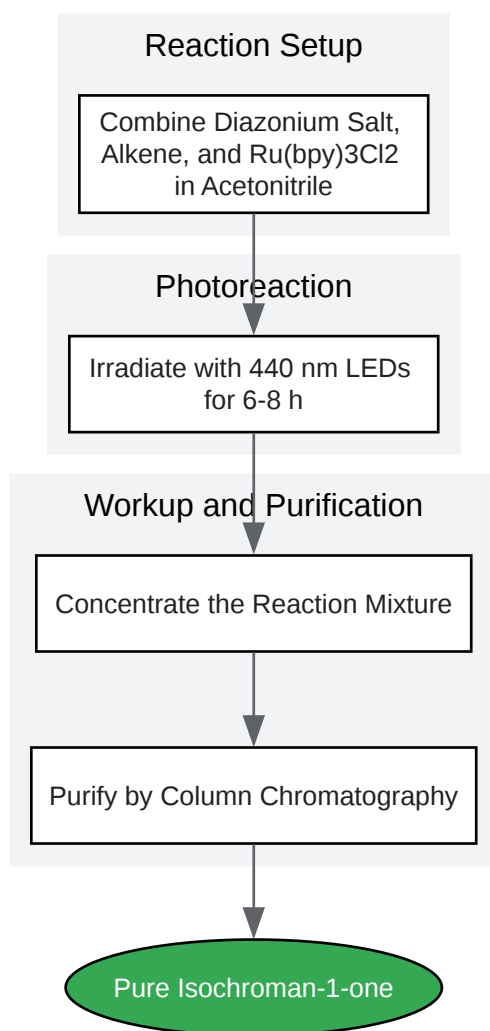 Reaction Setup
Combine Diazonium Salt,
Alkene, and Ru(bpy)3Cl2
in Acetonitrile
Photoreaction
Irradiate with 440 nm LEDs
for 6-8 h
Workup and Purification
Concentrate the Reaction Mixture
Purify by Column Chromatography
Pure Isochroman-1-one